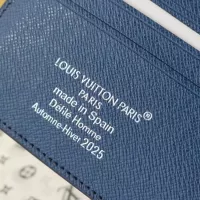 LOUIS VUITTON PARIS®
PARIS
made in Spain
Défilé Homme
Automne-Hiver 2025